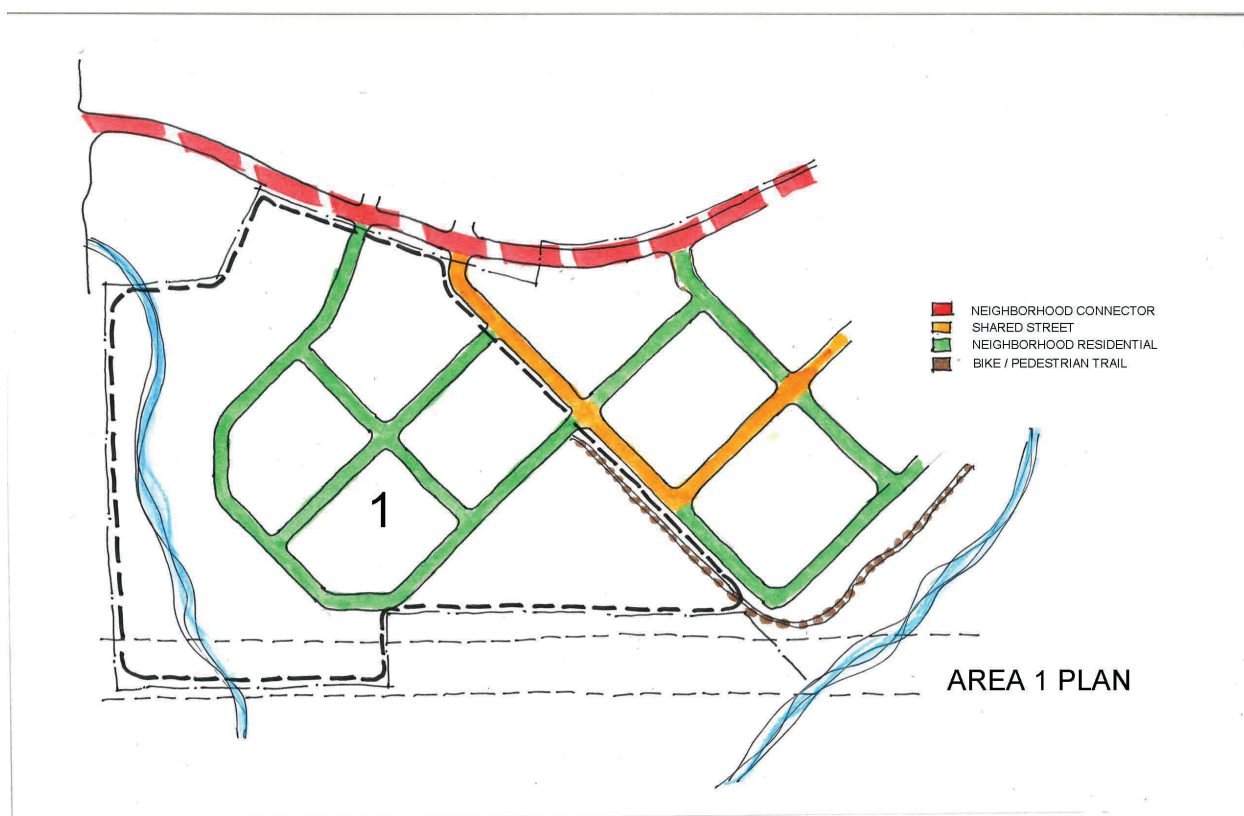 NEIGHBORHOOD CONNECTOR
SHARED STREET
NEIGHBORHOOD RESIDENTIAL
BIKE / PEDESTRIAN TRAIL
1
AREA 1 PLAN